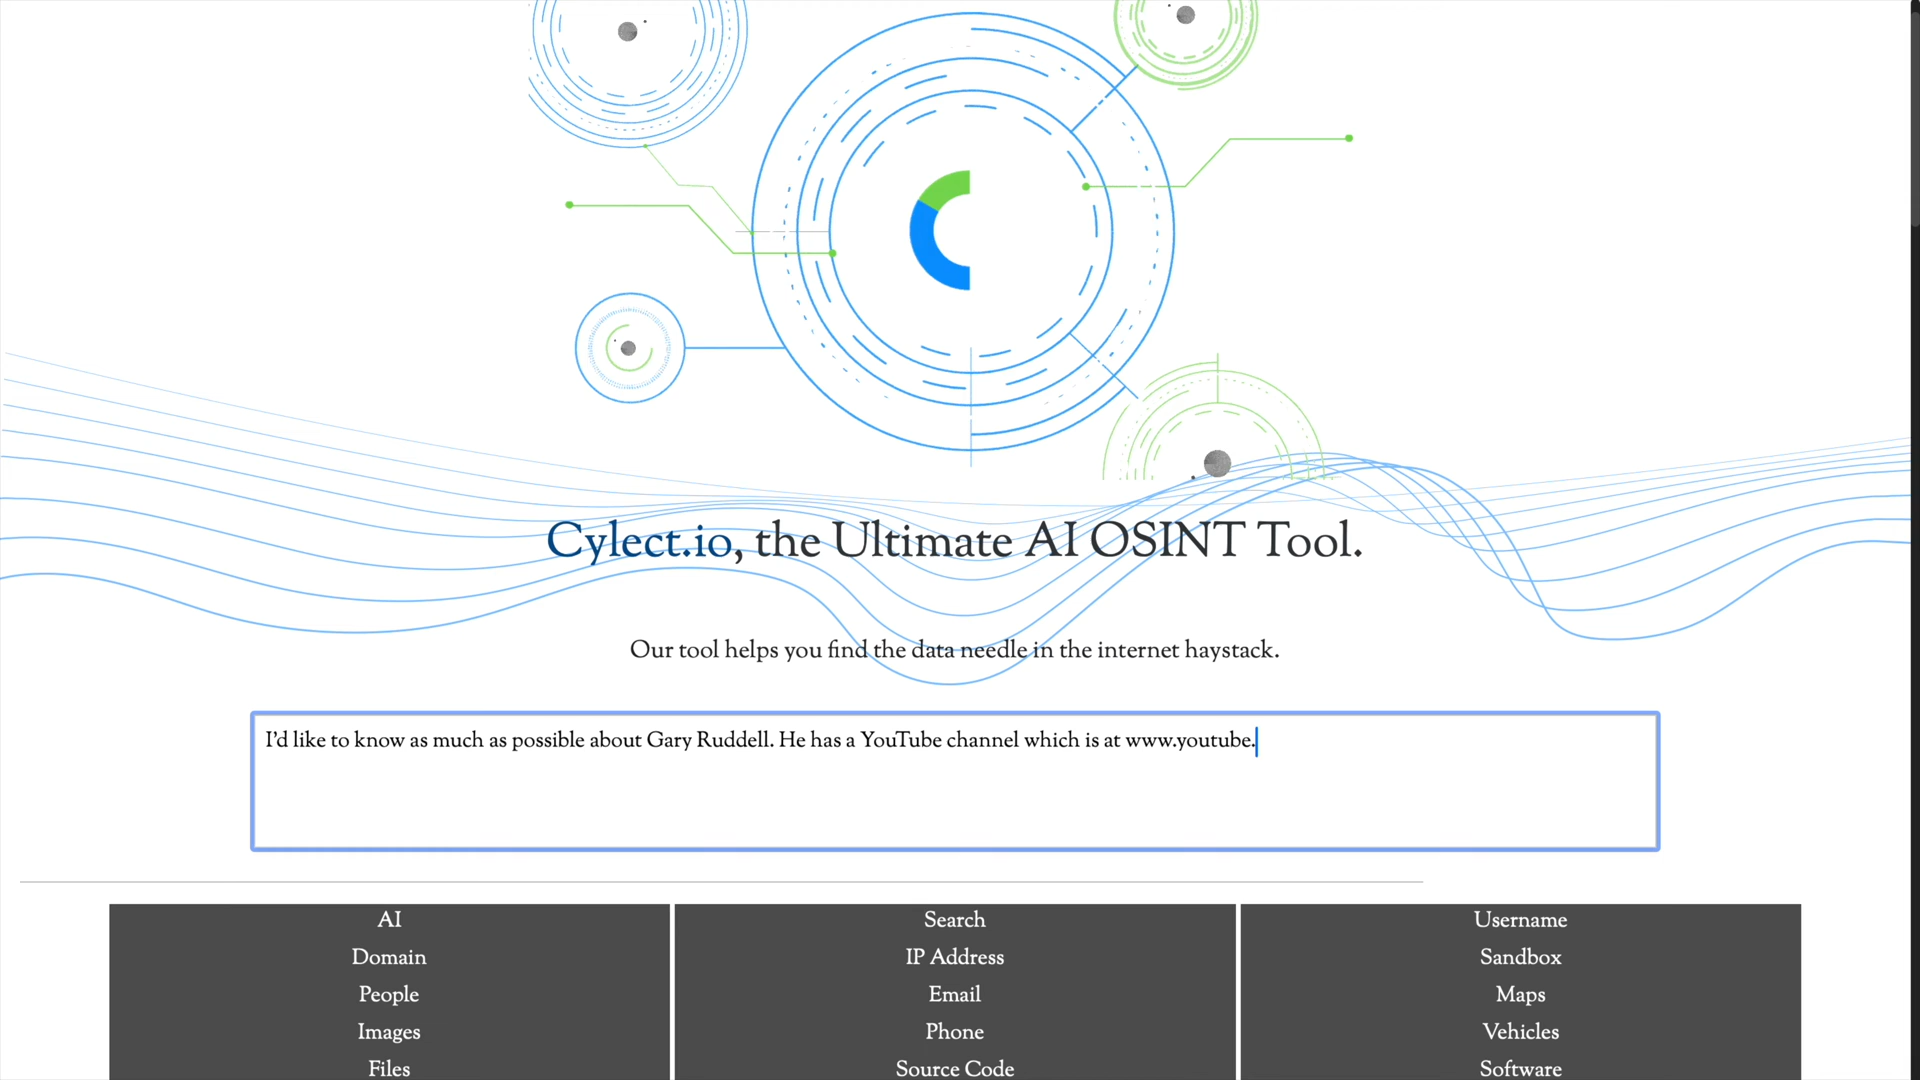 Cylect.io, the Ultimate AI OSINT Tool.
Our tool helps you find the data needle in the internet haystack.
I'd like to know as much as possible about Gary Ruddell. He has a YouTube channel which is at www.youtube.
AI
Search
Username
Domain
IP Address
Sandbox
People
Email
Maps
Images
Phone
Vehicles
Files
Source Code
Software